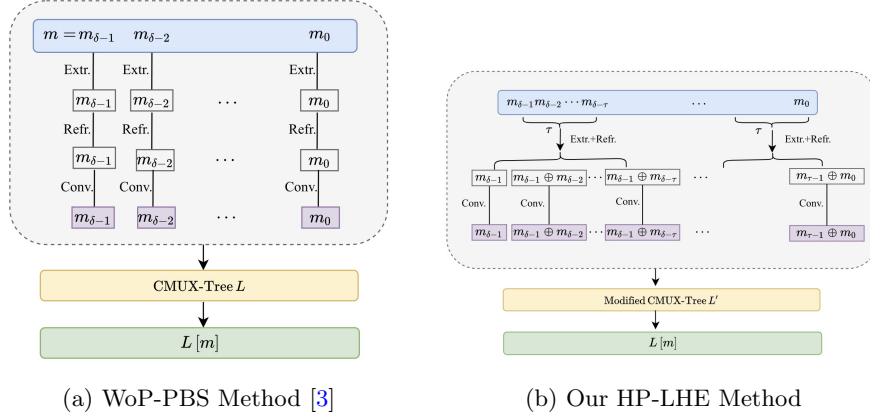 m = m_{δ−1} m_{δ−2} m_0
Extr. Extr. Extr.
m_{δ−1} m_{δ−2} ··· m_0
Refr. Refr. Refr.
m_{δ−1} m_{δ−2} ··· m_0
Conv. Conv. Conv.
m_{δ−1} m_{δ−2} ··· m_0
CMUX-Tree L
L[m]
(a) WoP-PBS Method [3]
m_{δ−1}m_{δ−2} ··· m_{δ−τ} ··· m_0
τ τ
Extr.+Refr. Extr.+Refr.
m_{δ−1} m_{δ−1} ⊕ m_{δ−2} ··· m_{δ−1} ⊕ m_{δ−τ} ··· m_{τ−1} ⊕ m_0
Conv. Conv. Conv. Conv.
m_{δ−1} m_{δ−1} ⊕ m_{δ−2} ··· m_{δ−1} ⊕ m_{δ−τ} ··· m_{τ−1} ⊕ m_0
Modified CMUX-Tree L′
L[m]
(b) Our HP-LHE Method